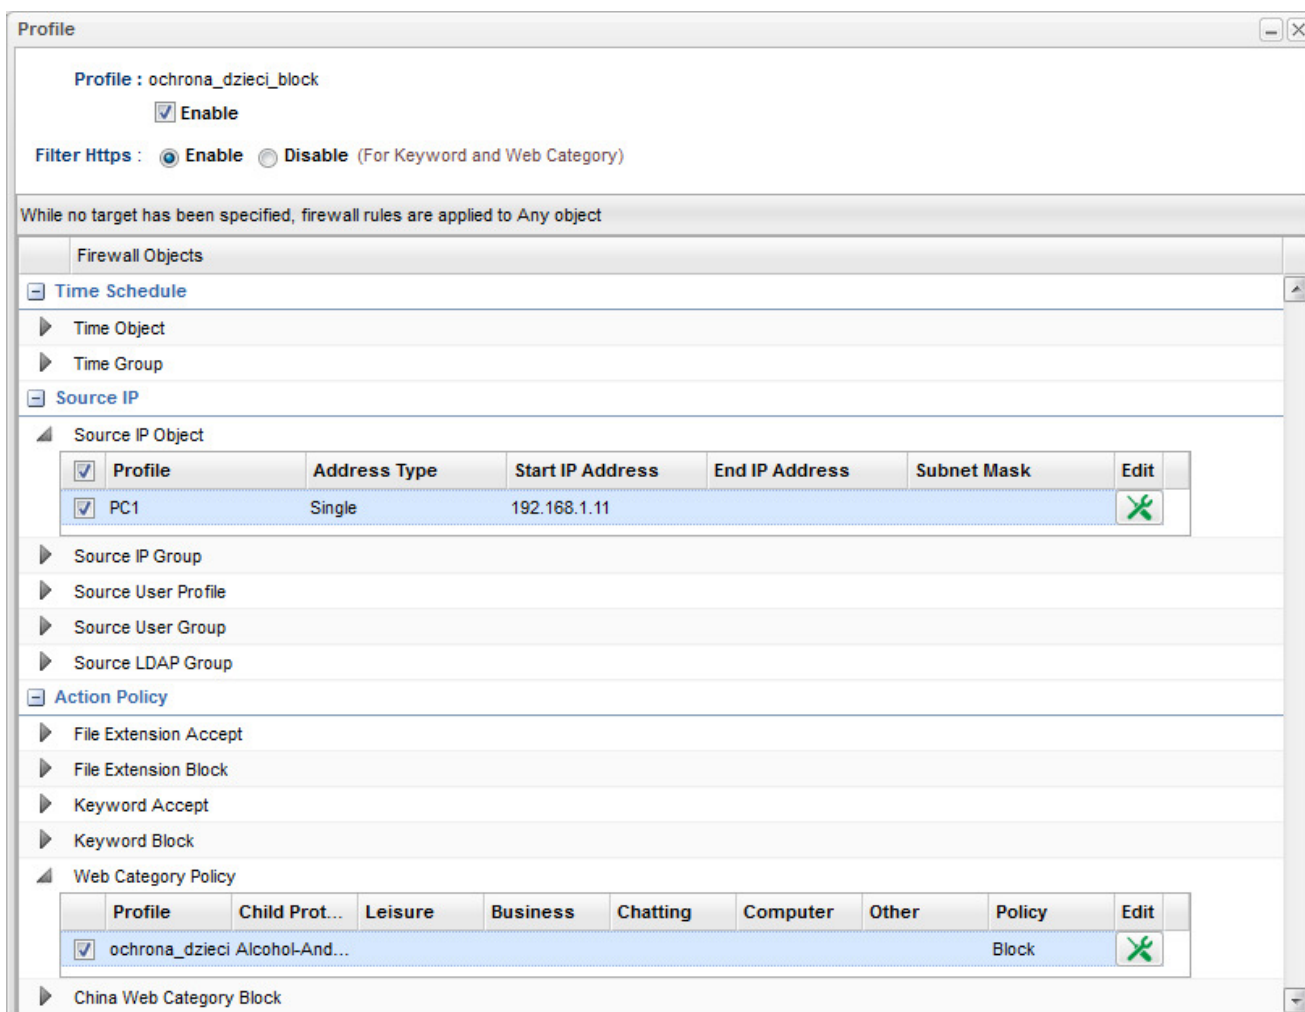 Profile
Profile : ochrona_dzieci_block
Enable
Filter Https : Enable Disable (For Keyword and Web Category)
While no target has been specified, firewall rules are applied to Any object
Firewall Objects
Time Schedule
Time Object
Time Group
Source IP
Source IP Object
Profile Address Type Start IP Address End IP Address Subnet Mask Edit
PC1 Single 192.168.1.11
Source IP Group
Source User Profile
Source User Group
Source LDAP Group
Action Policy
File Extension Accept
File Extension Block
Keyword Accept
Keyword Block
Web Category Policy
Profile Child Prot... Leisure Business Chatting Computer Other Policy Edit
ochrona_dzieci Alcohol-And... Block
China Web Category Block